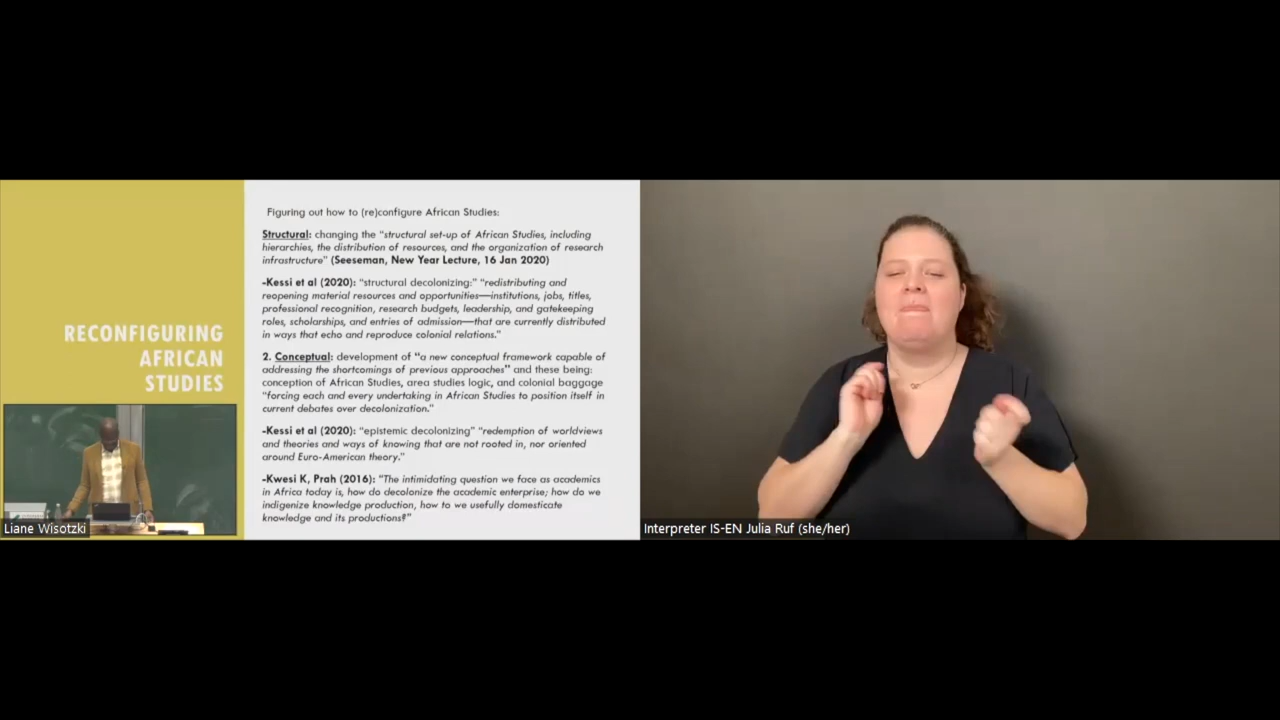 RECONFIGURING
AFRICAN
STUDIES
Liane Wisotzki
Figuring out how to (re)configure African Studies:
Structural: changing the “structural set-up of African Studies, including
hierarchies, the distribution of resources, and the organization of research
infrastructure” (Seeseman, New Year Lecture, 16 Jan 2020)
-Kessi et al (2020): “structural decolonizing:” “redistributing and
reopening material resources and opportunities—institutions, jobs, titles,
professional recognition, research budgets, leadership, and gatekeeping
roles, scholarships, and entries of admission—that are currently distributed
in ways that echo and reproduce colonial relations.”
2. Conceptual: development of “a new conceptual framework capable of
addressing the shortcomings of previous approaches” and these being:
conception of African Studies, area studies logic, and colonial baggage
“forcing each and every undertaking in African Studies to position itself in
current debates over decolonization.”
-Kessi et al (2020): “epistemic decolonizing” “redemption of worldviews
and theories and ways of knowing that are not rooted in, nor oriented
around Euro-American theory.”
-Kwesi K, Prah (2016): “The intimidating question we face as academics
in Africa today is, how do decolonize the academic enterprise; how do we
indigenize knowledge production, how to we usefully domesticate
knowledge and its productions?”
Interpreter IS-EN Julia Ruf (she/her)